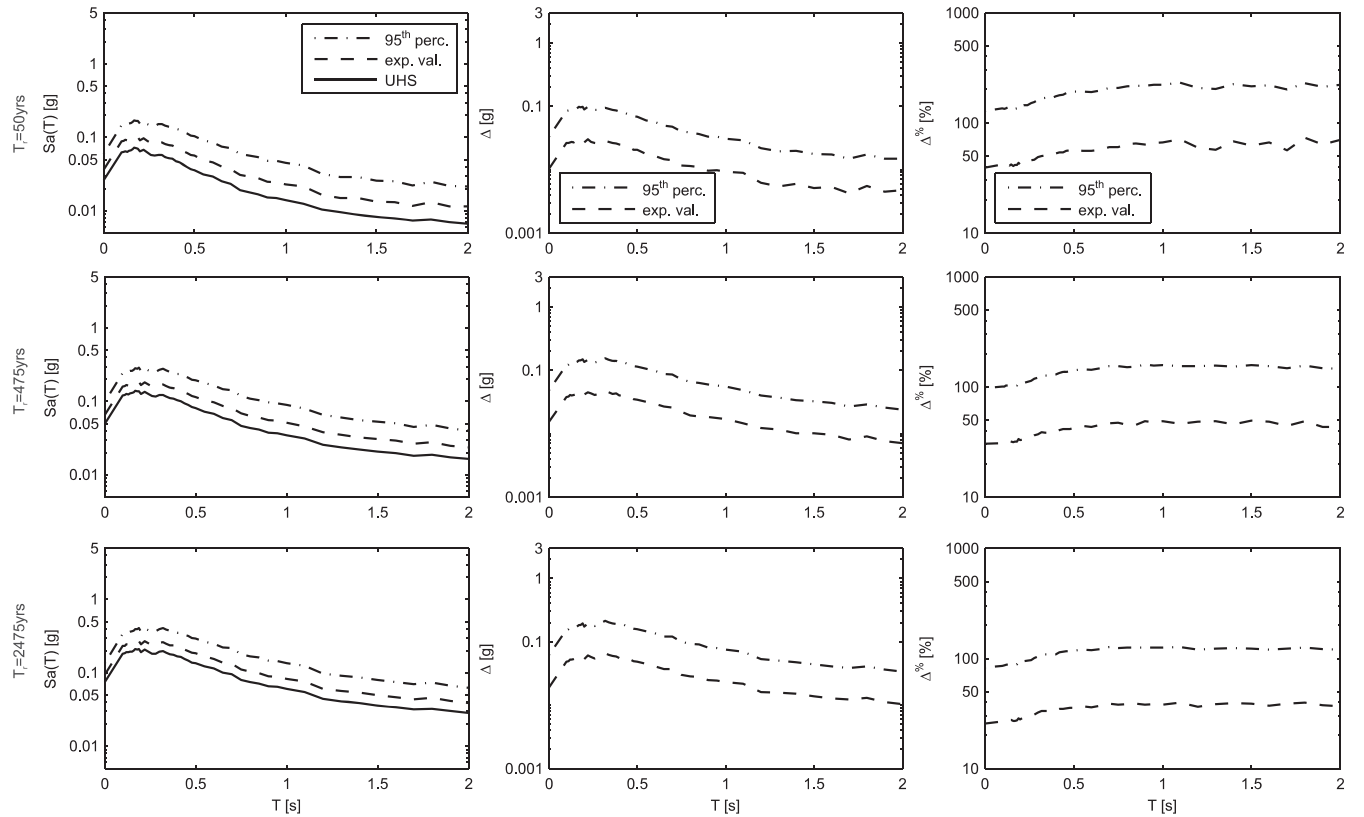 T_r=50yrs
Sa(T) [g]
5
1
0.5
0.1
0.05
0.01
0 0.5 1 1.5 2
95^th perc.
exp. val.
UHS
Δ [g]
3
1
0.1
0.001
0 0.5 1 1.5 2
95^th perc.
exp. val.
Δ^% [%]
1000
500
100
50
10
0 0.5 1 1.5 2
95^th perc.
exp. val.
T_r=475yrs
Sa(T) [g]
5
1
0.5
0.1
0.05
0.01
0 0.5 1 1.5 2
Δ [g]
3
1
0.1
0.001
0 0.5 1 1.5 2
Δ^% [%]
1000
500
100
50
10
0 0.5 1 1.5 2
T_r=2475yrs
Sa(T) [g]
5
1
0.5
0.1
0.05
0.01
0 0.5 1 1.5 2
T [s]
Δ [g]
3
1
0.1
0.001
0 0.5 1 1.5 2
T [s]
Δ^% [%]
1000
500
100
50
10
0 0.5 1 1.5 2
T [s]